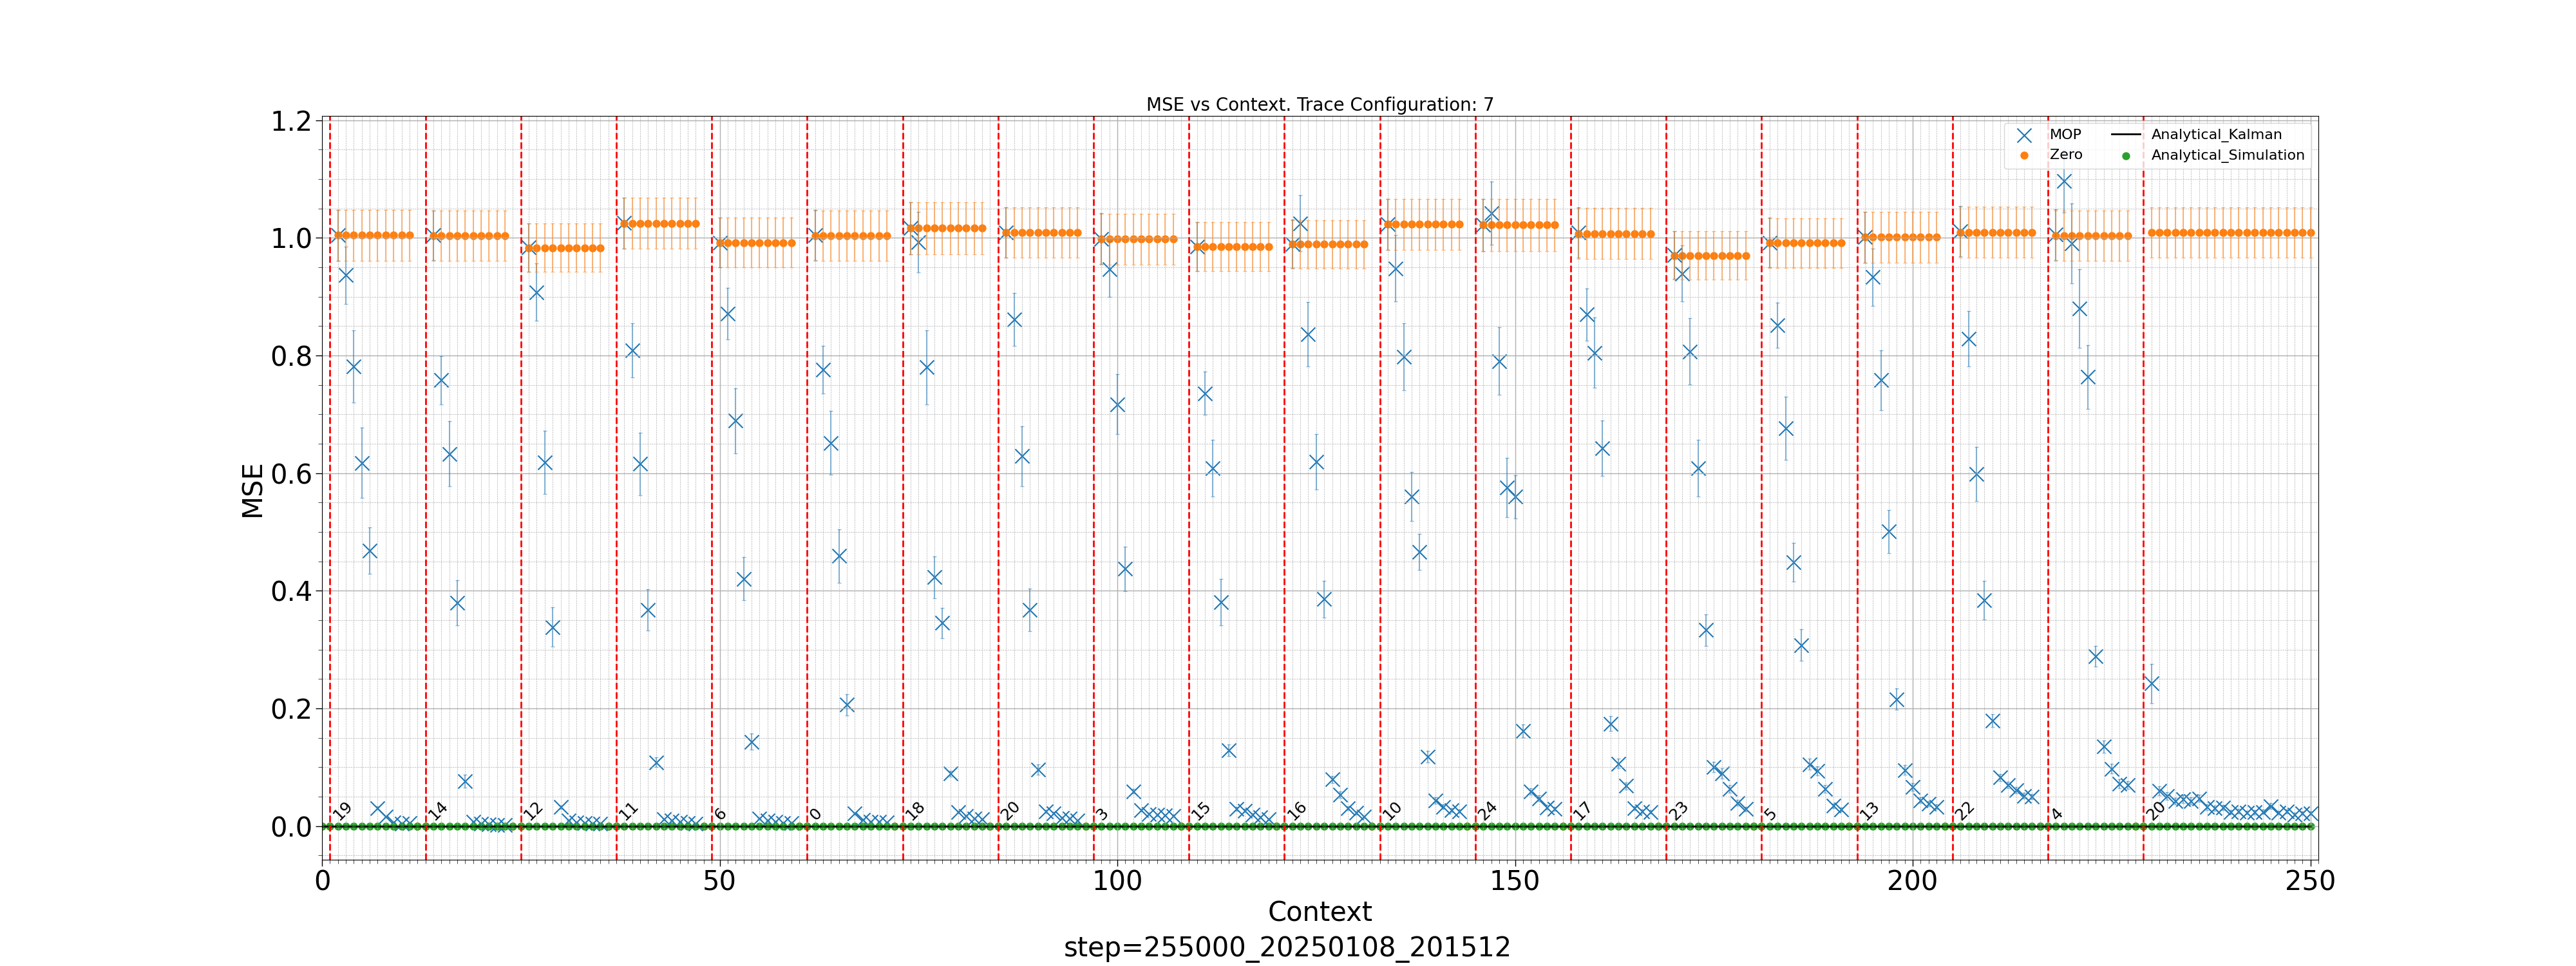 MSE vs Context. Trace Configuration: 7
MOP
Zero
Analytical_Kalman
Analytical_Simulation
MSE
1.2
1.0
0.8
0.6
0.4
0.2
0.0
19 14 12 11 6 0 18 20 3 15 16 10 24 17 23 5 13 22 4 20
0 50 100 150 200 250
Context
step=255000_20250108_201512